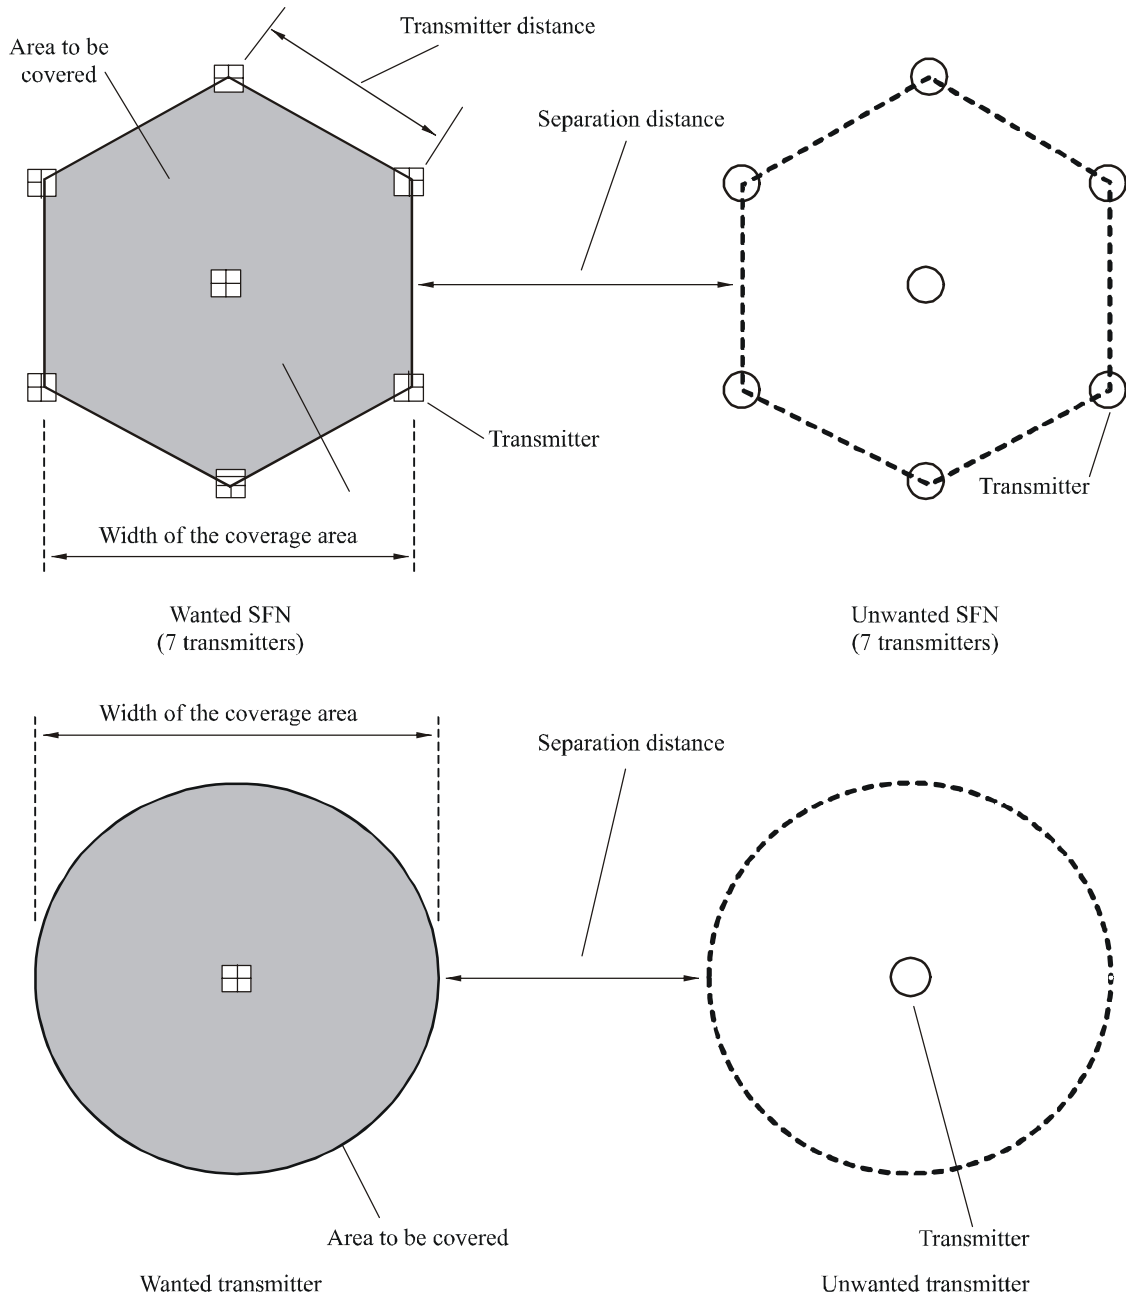 Transmitter distance
Area to be
covered
Separation distance
Transmitter
Transmitter
Width of the coverage area
Wanted SFN
(7 transmitters)
Unwanted SFN
(7 transmitters)
Width of the coverage area
Separation distance
Area to be covered
Transmitter
Wanted transmitter
Unwanted transmitter